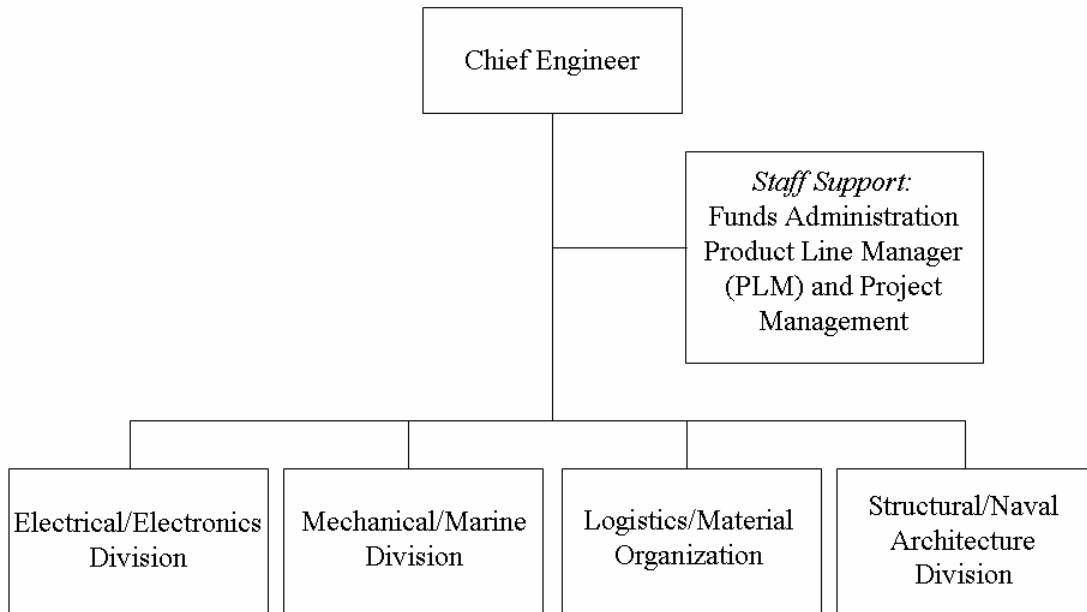 Chief Engineer
Staff Support:
Funds Administration
Product Line Manager
(PLM) and Project
Management
Electrical/Electronics
Division
Mechanical/Marine
Division
Logistics/Material
Organization
Structural/Naval
Architecture
Division